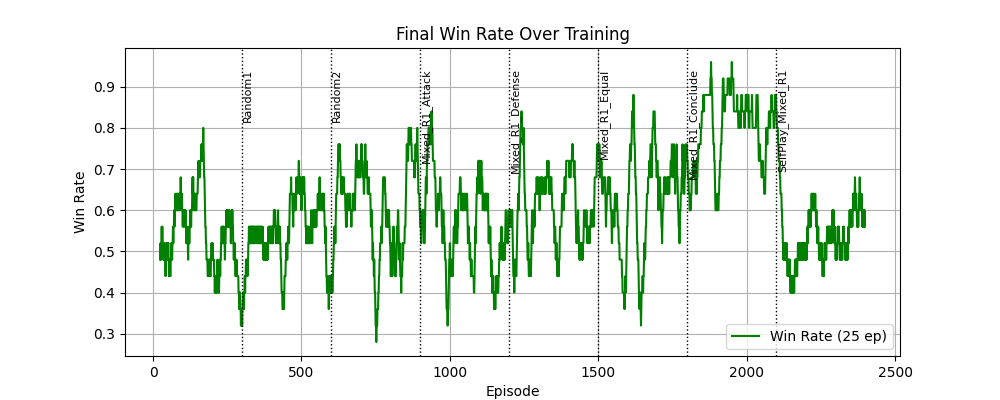 Final Win Rate Over Training
Win Rate
0.9
0.8
0.7
0.6
0.5
0.4
0.3
Random1
Random2
Mixed_R1_Attack
Mixed_R1_Defense
Mixed_R1_Equal
Mixed_R1_Conclude
SelfPlay_Mixed_R1
Win Rate (25 ep)
0
500
1000
1500
2000
2500
Episode